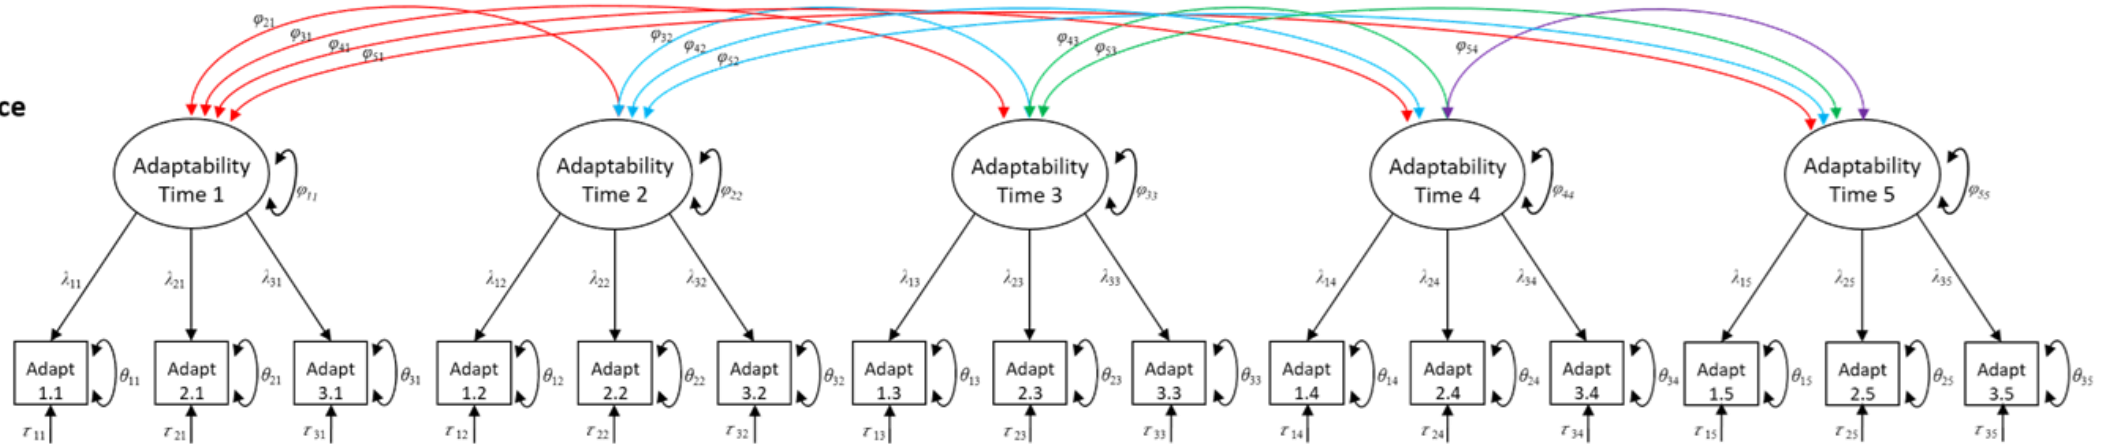 φ21
φ31
φ41
φ51
φ32
φ42
φ52
φ43
φ53
φ54
ce
Adaptability
Time 1
φ11
Adaptability
Time 2
φ22
Adaptability
Time 3
φ33
Adaptability
Time 4
φ44
Adaptability
Time 5
φ55
λ11
λ21
λ31
λ12
λ22
λ32
λ13
λ23
λ33
λ14
λ24
λ34
λ15
λ25
λ35
Adapt
1.1
θ11
Adapt
2.1
θ21
Adapt
3.1
θ31
Adapt
1.2
θ12
Adapt
2.2
θ22
Adapt
3.2
θ32
Adapt
1.3
θ13
Adapt
2.3
θ23
Adapt
3.3
θ33
Adapt
1.4
θ14
Adapt
2.4
θ24
Adapt
3.4
θ34
Adapt
1.5
θ15
Adapt
2.5
θ25
Adapt
3.5
θ35
τ11
τ21
τ31
τ12
τ22
τ32
τ13
τ23
τ33
τ14
τ24
τ34
τ15
τ25
τ35